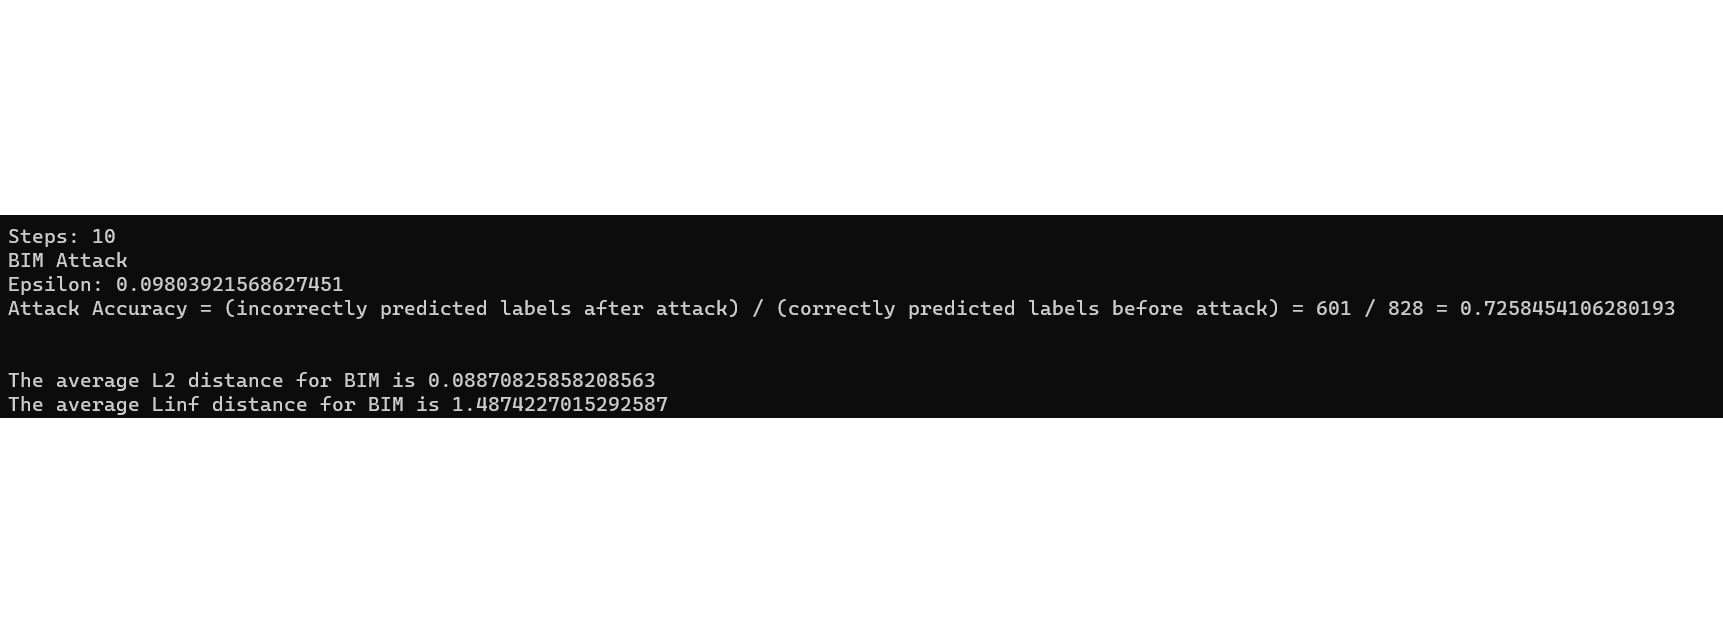 Steps: 10
BIM Attack
Epsilon: 0.09803921568627451
Attack Accuracy = (incorrectly predicted labels after attack) / (correctly predicted labels before attack) = 601 / 828 = 0.7258454106280193
The average L2 distance for BIM is 0.08870825858208563
The average Linf distance for BIM is 1.4874227015292587